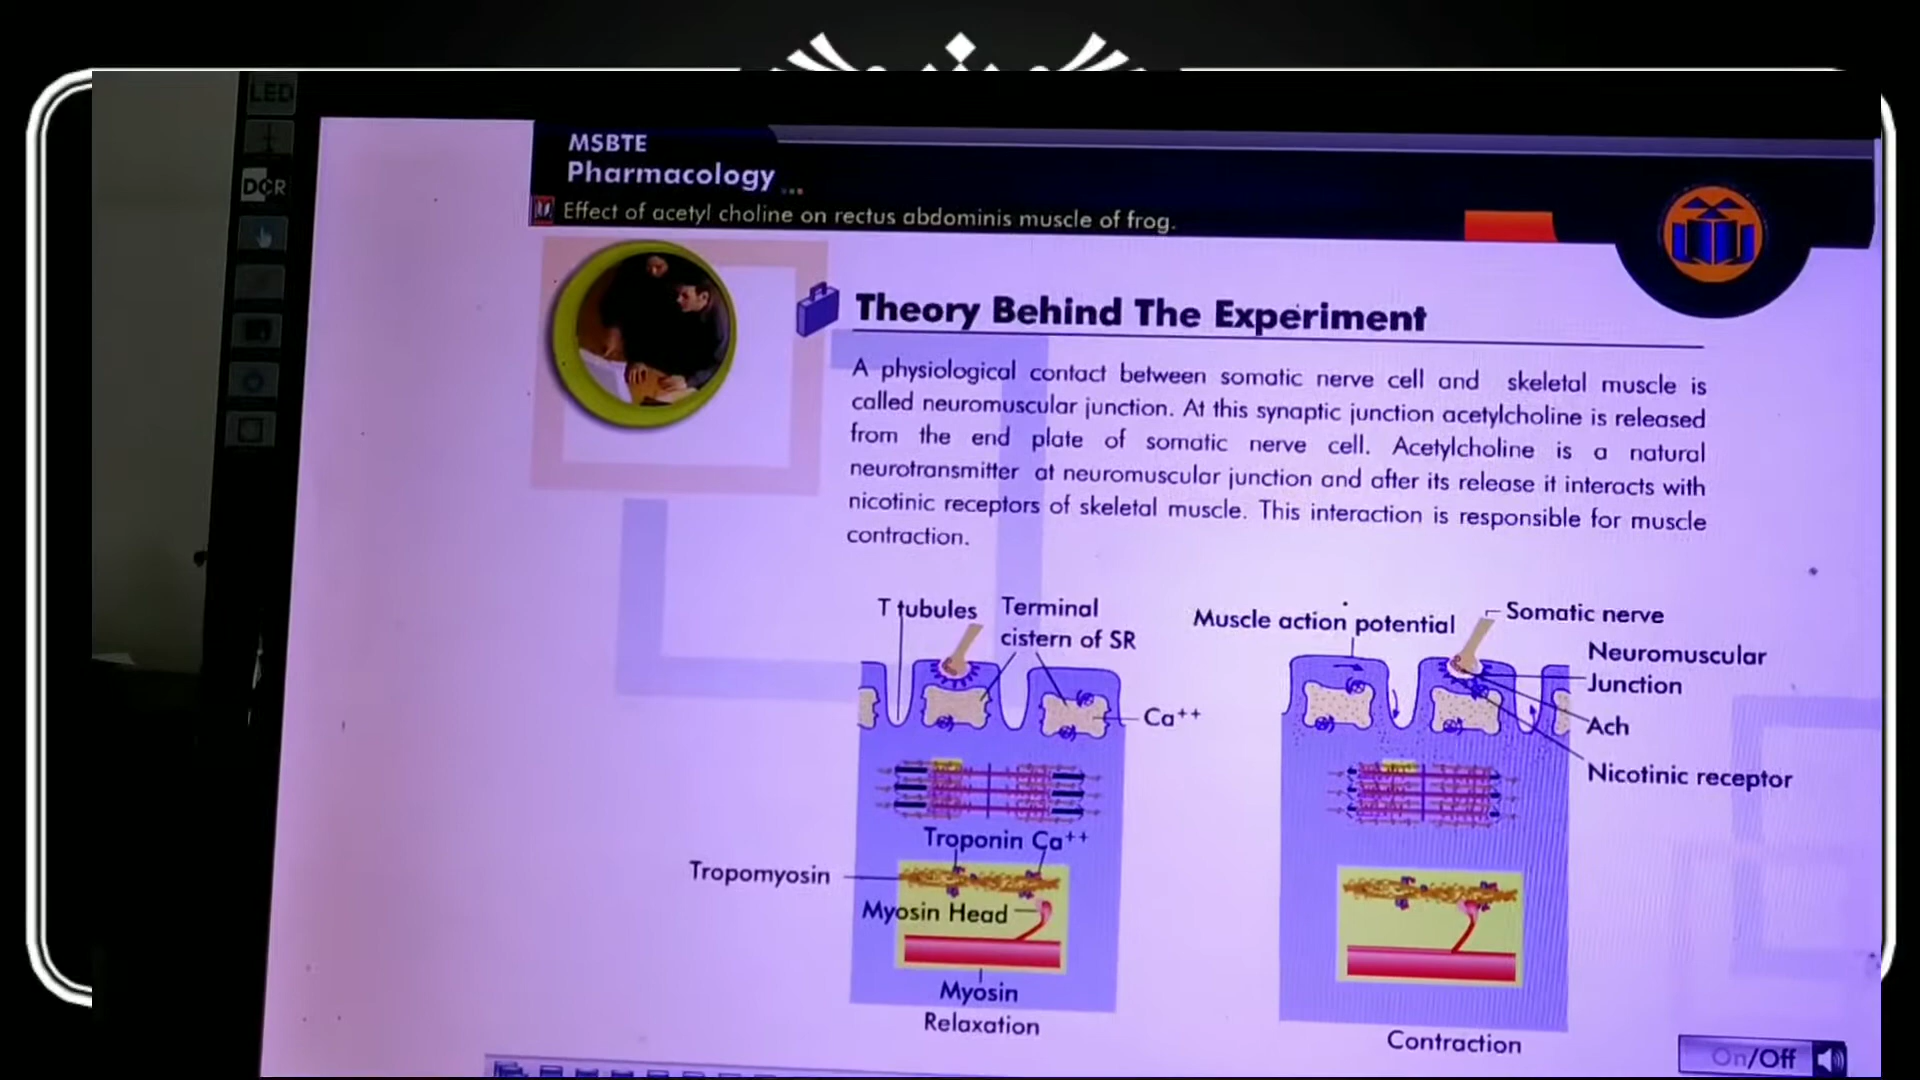 LED
DCR
MSBTE
Pharmacology...
Effect of acetyl choline on rectus abdominis muscle of frog.
Theory Behind The Experiment
A physiological contact between somatic nerve cell and skeletal muscle is
called neuromuscular junction. At this synaptic junction acetylcholine is released
from the end plate of somatic nerve cell. Acetylcholine is a natural
neurotransmitter at neuromuscular junction and after its release it interacts with
nicotinic receptors of skeletal muscle. This interaction is responsible for muscle
contraction.
T tubules
Terminal
cistern of SR
Ca++
Troponin Ca++
Tropomyosin
Myosin Head
Myosin
Relaxation
Muscle action potential
Somatic nerve
Neuromuscular
Junction
Ach
Nicotinic receptor
Contraction
On/Off